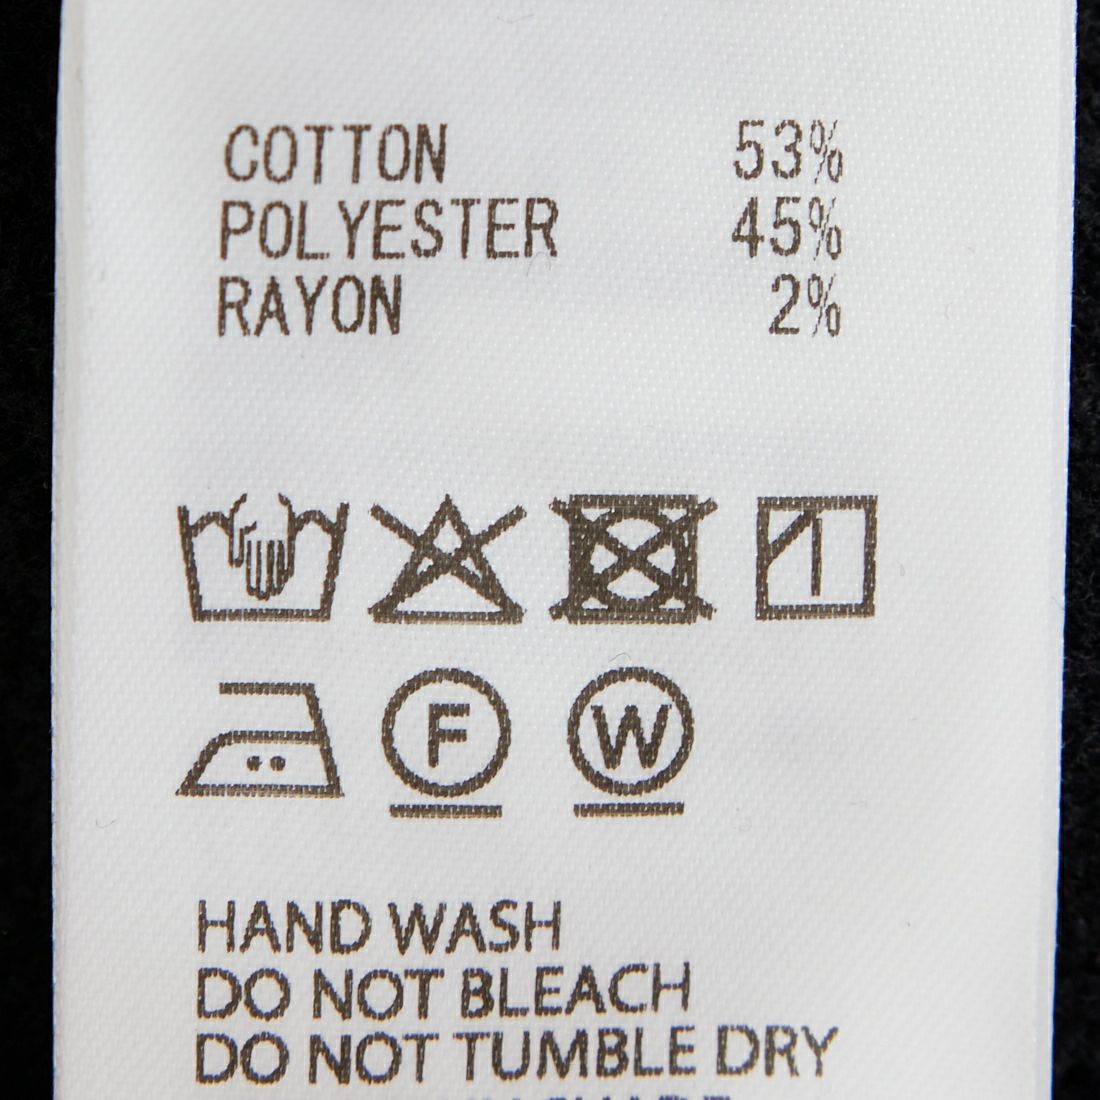 COTTON 53%
POLYESTER 45%
RAYON 2%
F W
HAND WASH
DO NOT BLEACH
DO NOT TUMBLE DRY